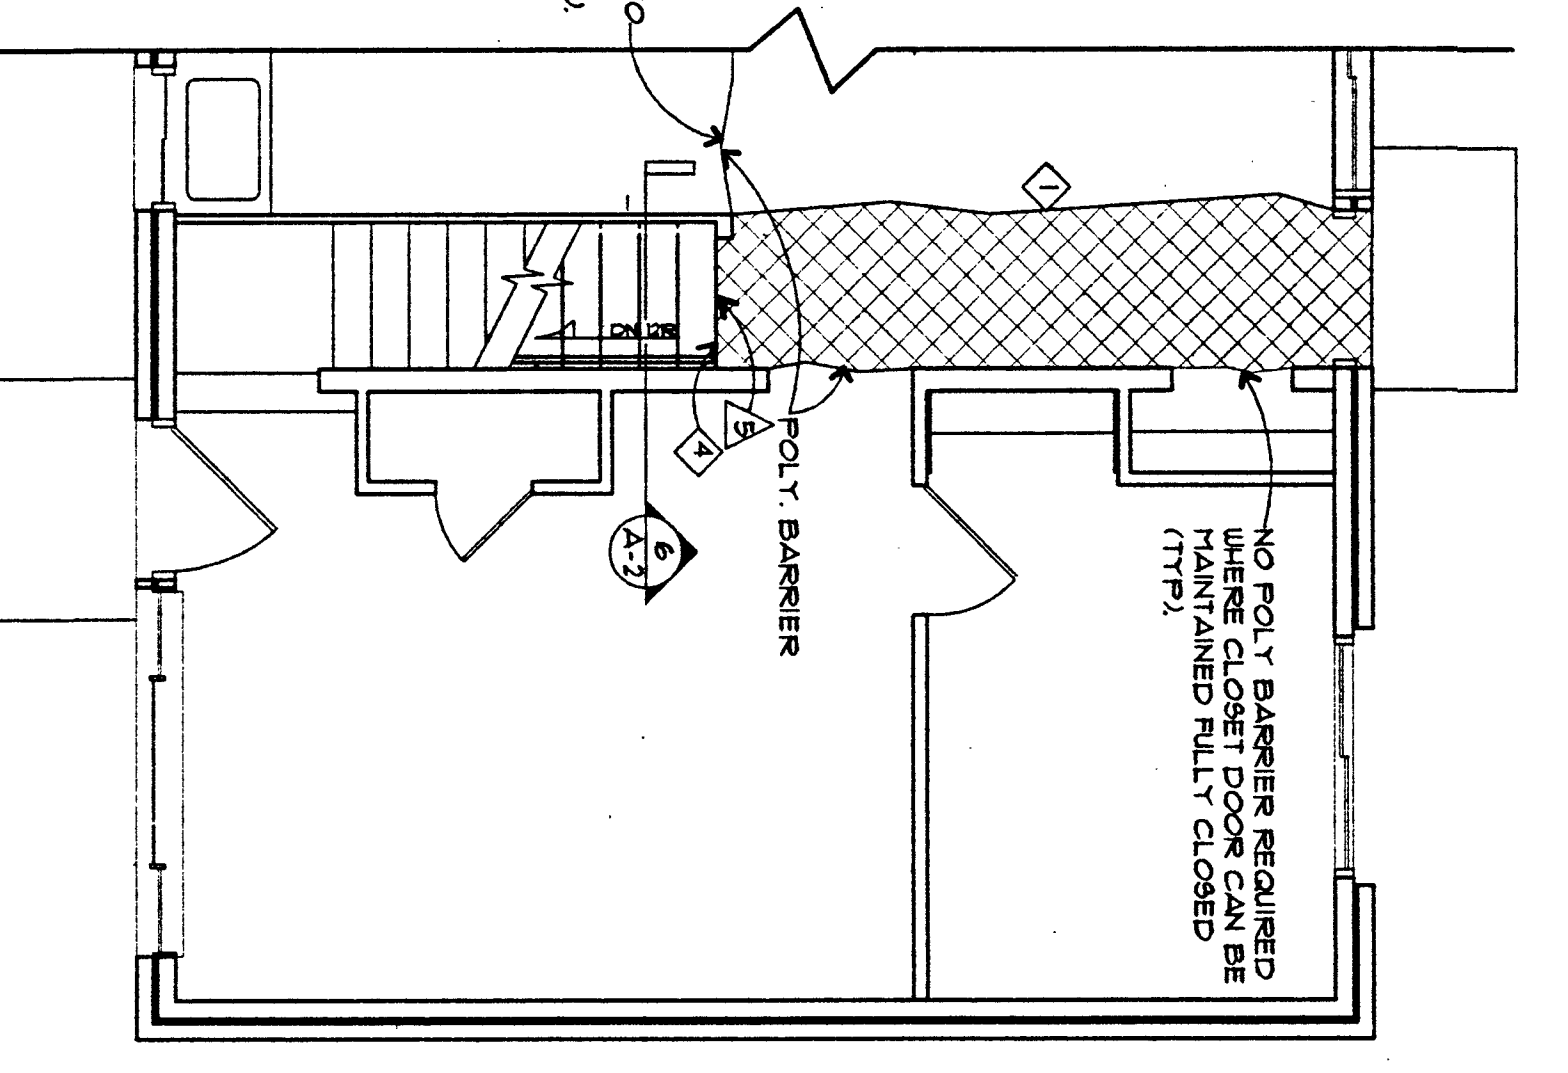 NO POLY BARRIER REQUIRED
WHERE CLOSET DOOR CAN BE
MAINTAINED FULLY CLOSED
(TYP).
1
POLY. BARRIER
5
4
6
A-2
DN 12R